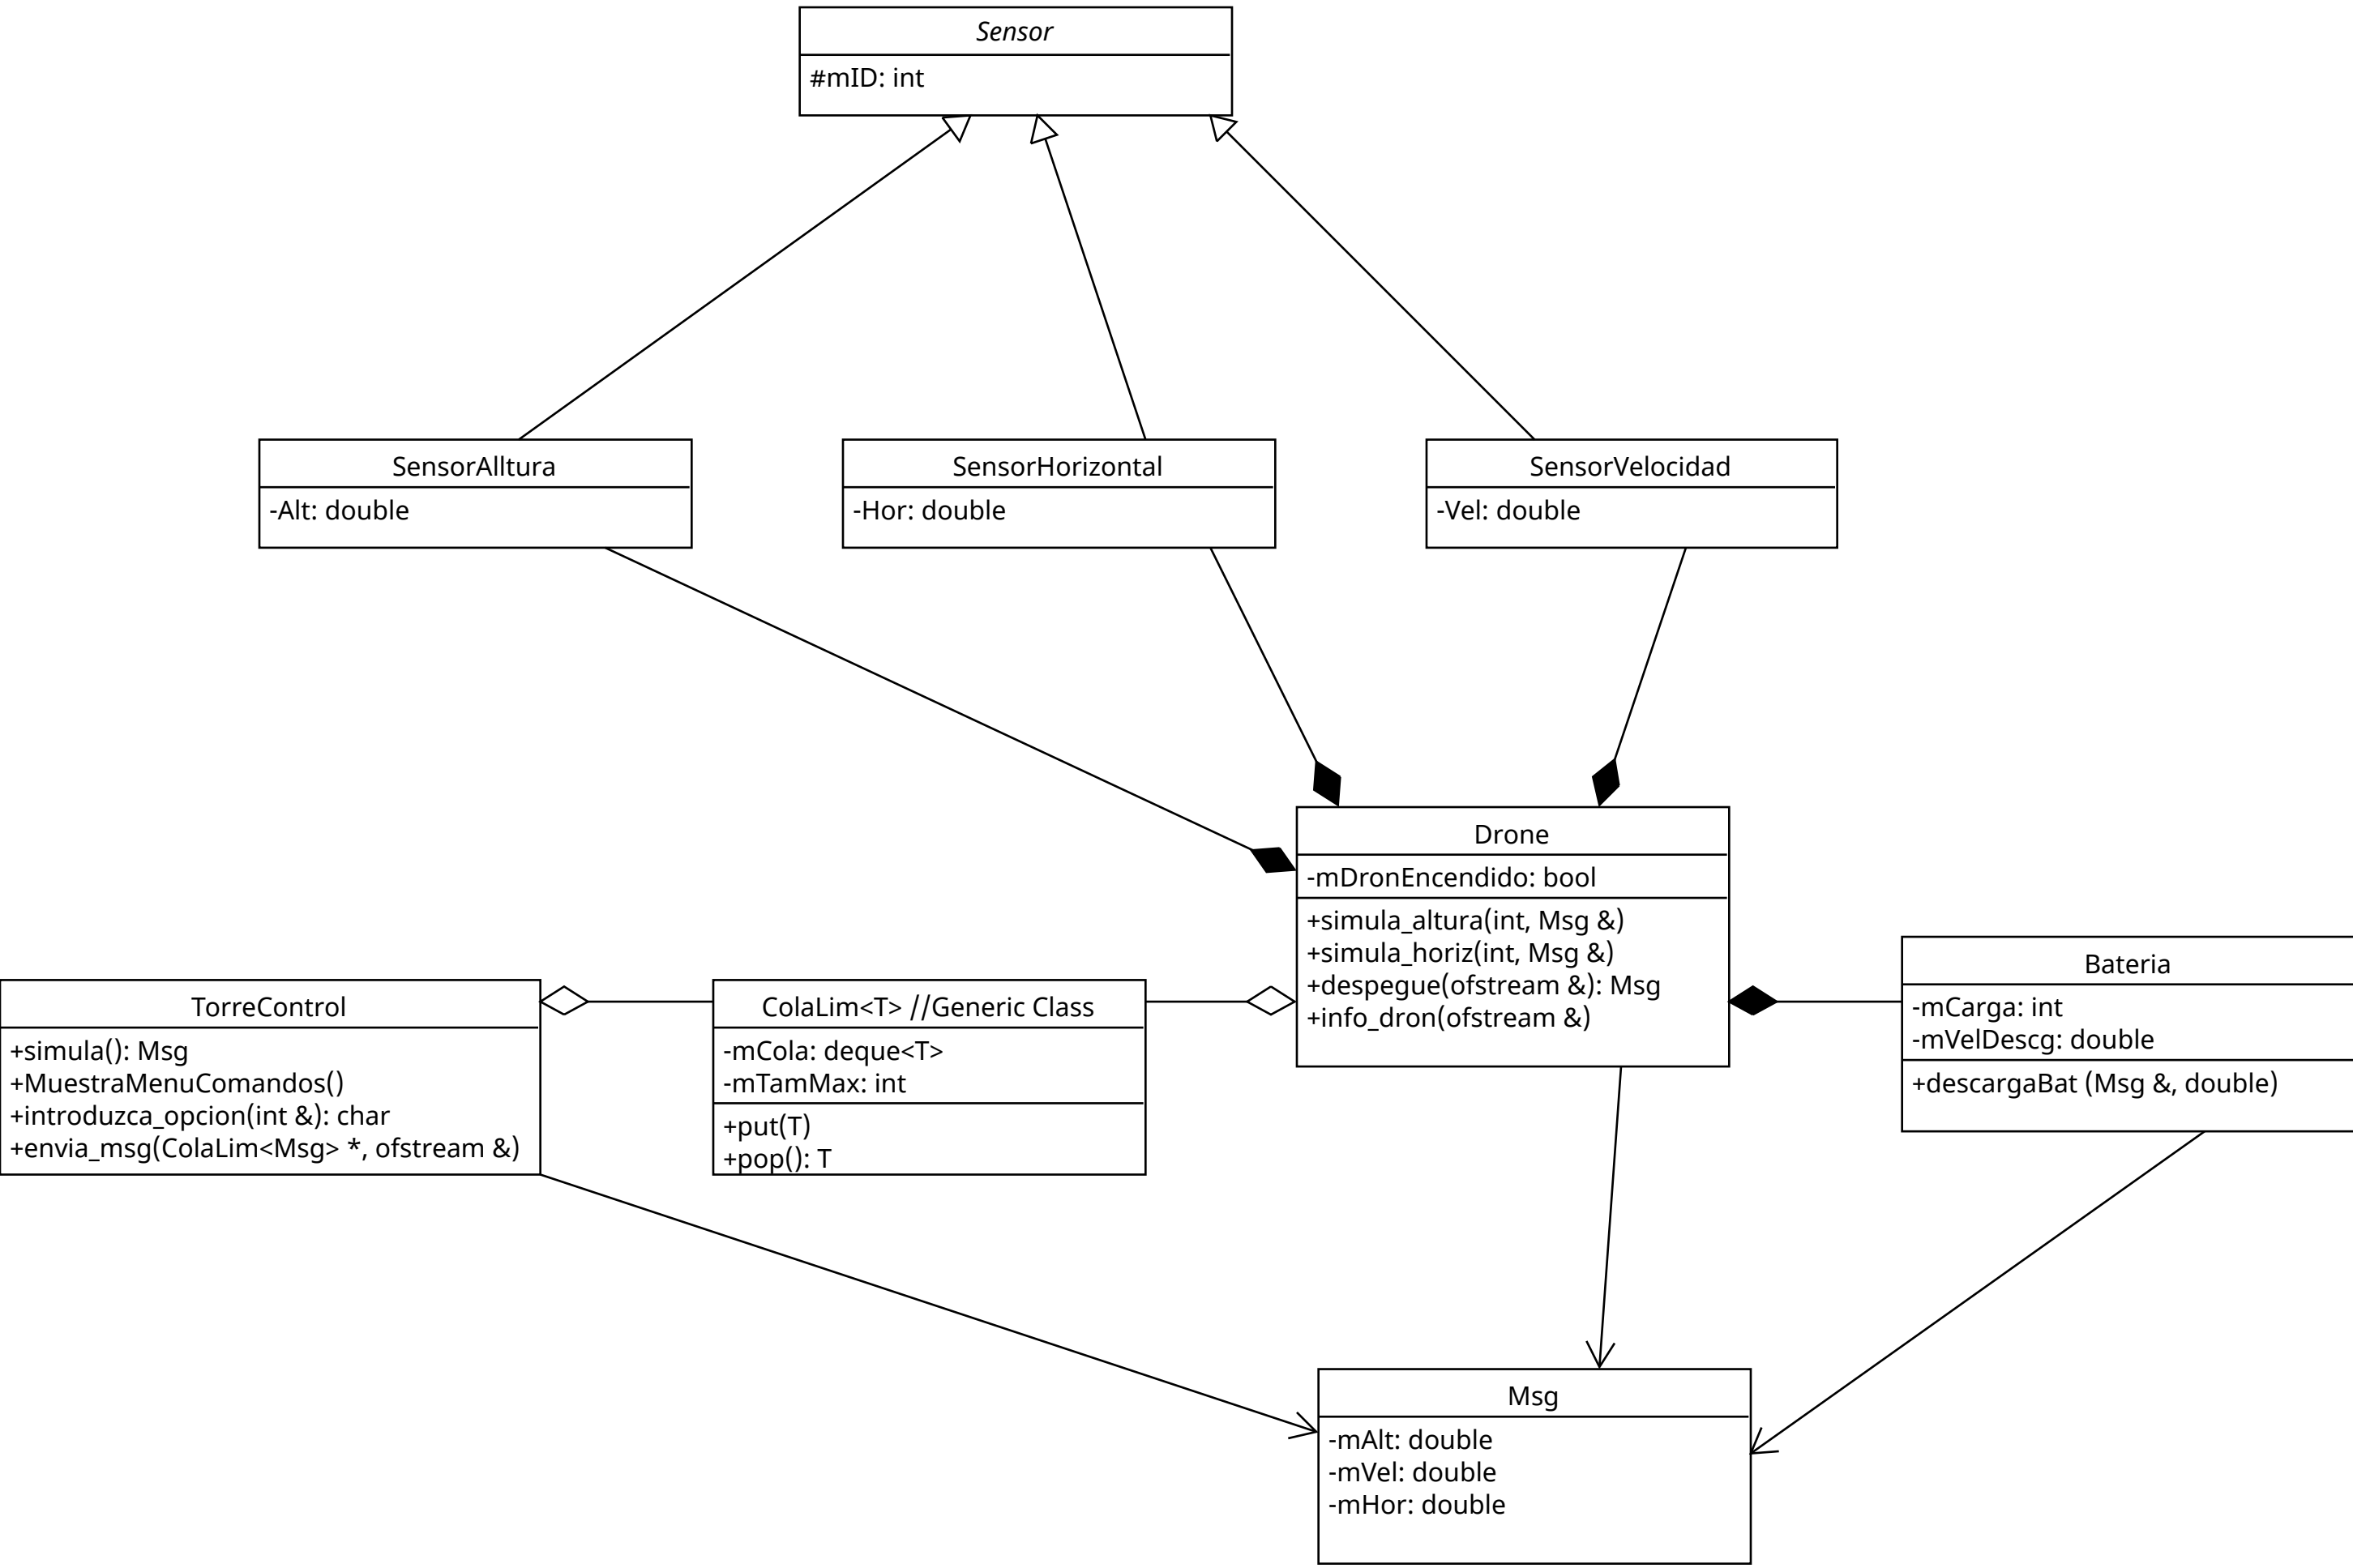 Sensor
#mID: int
SensorAlltura
-Alt: double
SensorHorizontal
-Hor: double
SensorVelocidad
-Vel: double
Drone
-mDronEncendido: bool
+simula_altura(int, Msg &)
+simula_horiz(int, Msg &)
+despegue(ofstream &): Msg
+info_dron(ofstream &)
Bateria
-mCarga: int
-mVelDescg: double
+descargaBat (Msg &, double)
TorreControl
+simula(): Msg
+MuestraMenuComandos()
+introduzca_opcion(int &): char
+envia_msg(ColaLim<Msg> *, ofstream &)
ColaLim<T> //Generic Class
-mCola: deque<T>
-mTamMax: int
+put(T)
+pop(): T
Msg
-mAlt: double
-mVel: double
-mHor: double